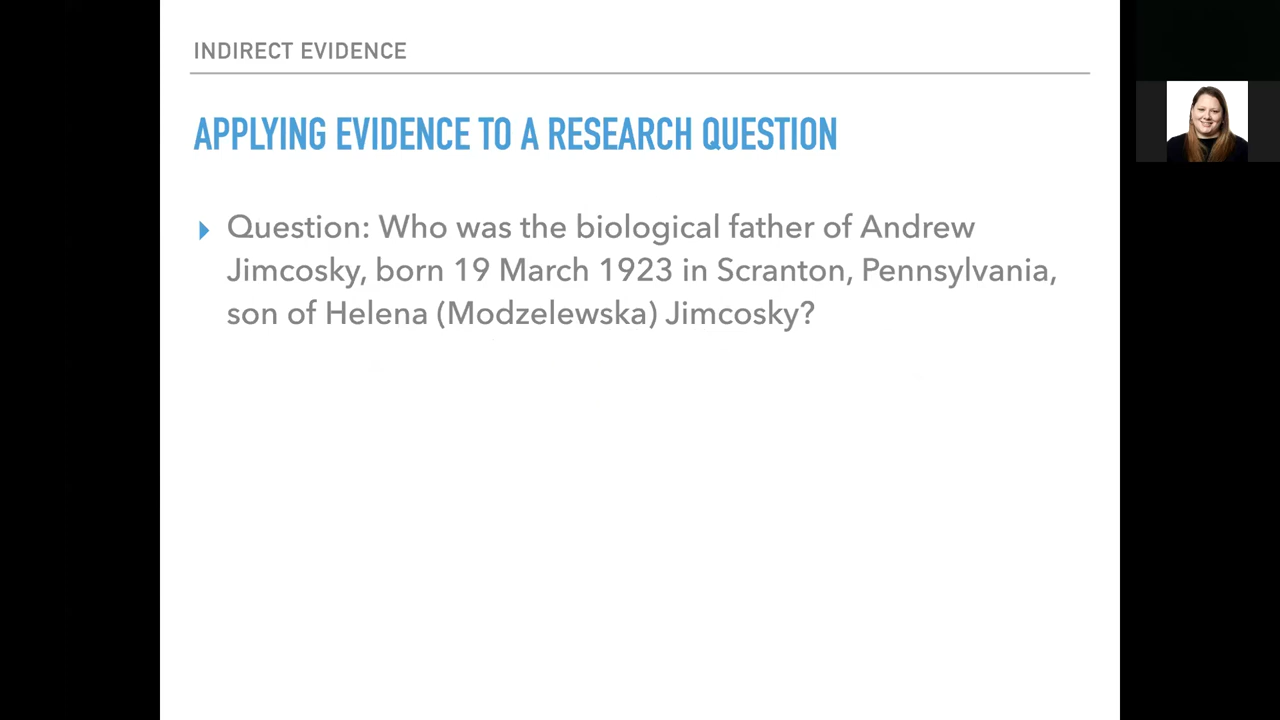 INDIRECT EVIDENCE
APPLYING EVIDENCE TO A RESEARCH QUESTION
Question: Who was the biological father of Andrew
Jimcosky, born 19 March 1923 in Scranton, Pennsylvania,
son of Helena (Modzelewska) Jimcosky?